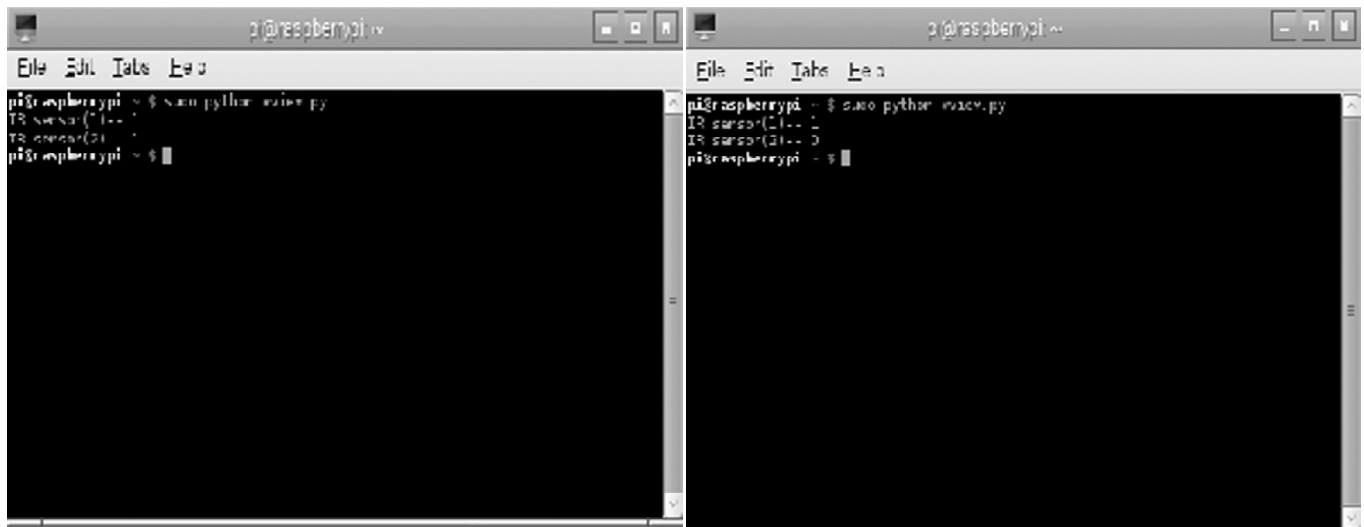 pi@raspberrypi: ~
File Edit Tabs Help
pi@raspberrypi ~ $ sudo python
IR sensor(1)-- 1
IR sensor(2)-- 1
pi@raspberrypi ~ $
pi@raspberrypi: ~
File Edit Tabs Help
pi@raspberrypi ~ $ sudo python
IR sensor(1)-- 1
IR sensor(2)-- 0
pi@raspberrypi ~ $